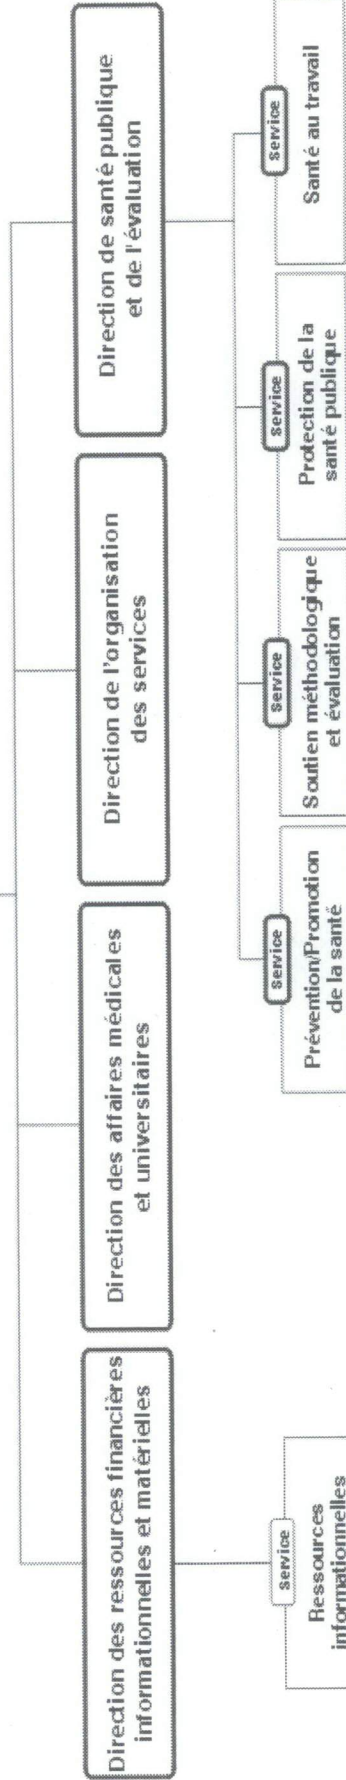 Direction des ressources financières
informationnelles et matérielles
Direction des affaires médicales
et universitaires
Direction de l'organisation
des services
Direction de santé publique
et de l'évaluation
Service
Ressources
informationnelles
Service
Prévention/Promotion
de la santé
Service
Soutien méthodologique
et évaluation
Service
Protection de la
santé publique
Service
Santé au travail